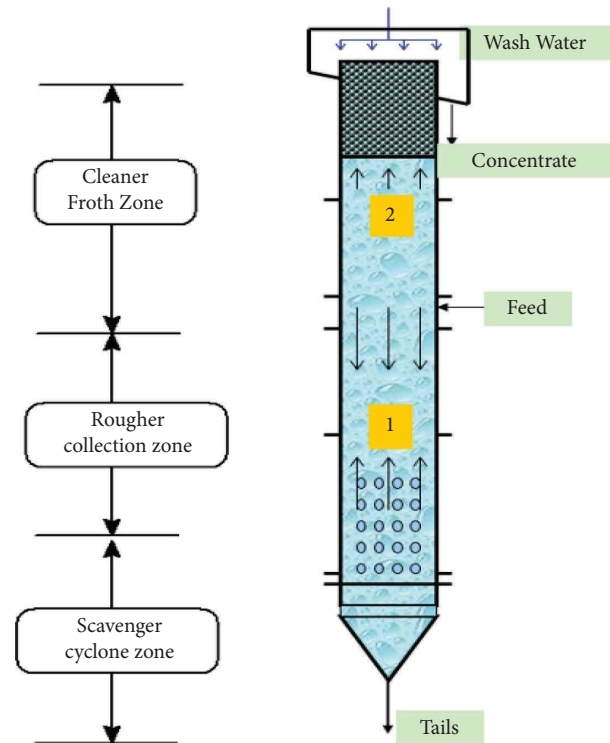 Wash Water
Concentrate
Cleaner
Froth Zone
2
Feed
Rougher
collection zone
1
Scavenger
cyclone zone
Tails